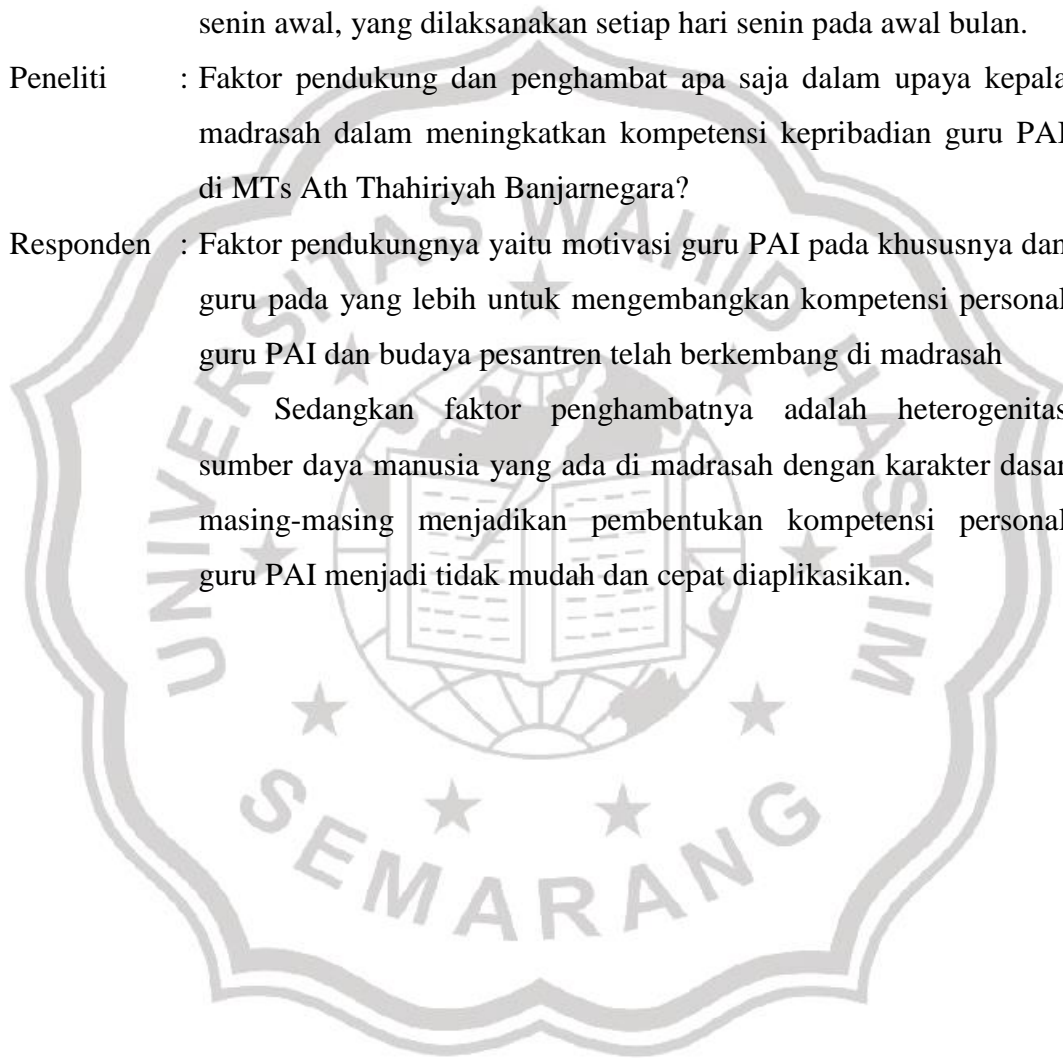 senin awal, yang dilaksanakan setiap hari senin pada awal bulan.
Peneliti : Faktor pendukung dan penghambat apa saja dalam upaya kepala
madrasah dalam meningkatkan kompetensi kepribadian guru PAI
di MTs Ath Thahiriyah Banjarnegara?
Responden : Faktor pendukungnya yaitu motivasi guru PAI pada khususnya dan
guru pada yang lebih untuk mengembangkan kompetensi personal
guru PAI dan budaya pesantren telah berkembang di madrasah
Sedangkan faktor penghambatnya adalah heterogenitas
sumber daya manusia yang ada di madrasah dengan karakter dasar
masing-masing menjadikan pembentukan kompetensi personal
guru PAI menjadi tidak mudah dan cepat diaplikasikan.
UNIVERSITAS WAHID HASYIM
SEMARANG